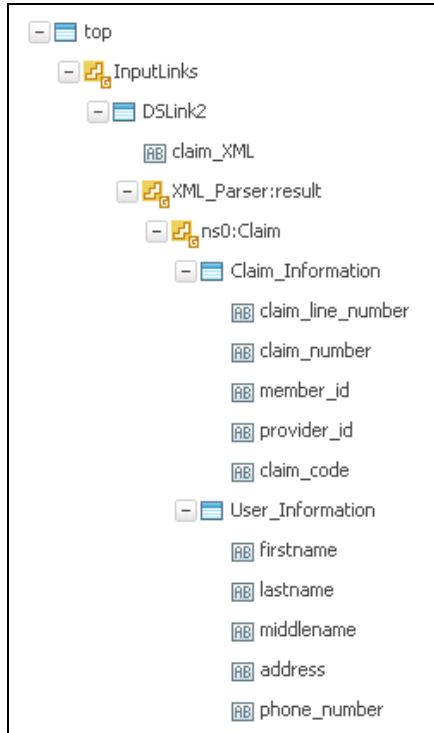 top
InputLinks
DSLink2
claim_XML
XML_Parser:result
ns0:Claim
Claim_Information
claim_line_number
claim_number
member_id
provider_id
claim_code
User_Information
firstname
lastname
middlename
address
phone_number